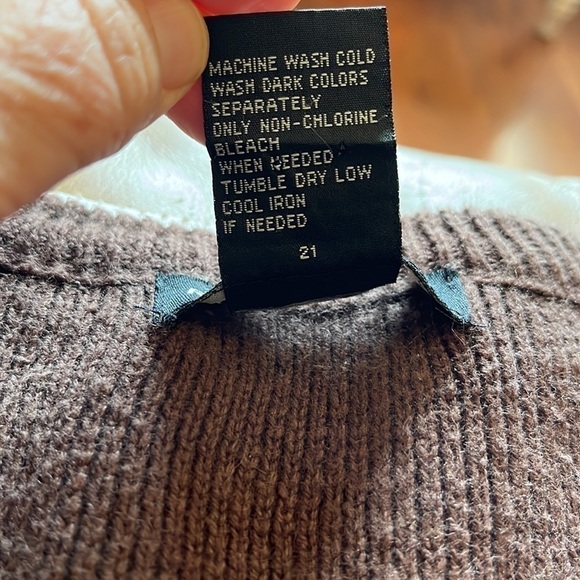 MACHINE WASH COLD
WASH DARK COLORS
SEPARATELY
ONLY NON-CHLORINE
BLEACH
WHEN NEEDED
TUMBLE DRY LOW
COOL IRON
IF NEEDED
21